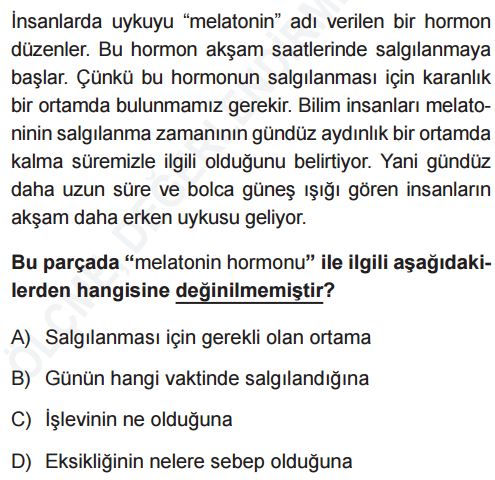 İnsanlarda uykuyu “melatonin” adı verilen bir hormon
düzenler. Bu hormon akşam saatlerinde salgılanmaya
başlar. Çünkü bu hormonun salgılanması için karanlık
bir ortamda bulunmamız gerekir. Bilim insanları melato-
ninin salgılanma zamanının gündüz aydınlık bir ortamda
kalma süremizle ilgili olduğunu belirtiyor. Yani gündüz
daha uzun süre ve bolca güneş ışığı gören insanların
akşam daha erken uykusu geliyor.
Bu parçada “melatonin hormonu” ile ilgili aşağıdaki-
lerden hangisine değinilmemiştir?
A) Salgılanması için gerekli olan ortama
B) Günün hangi vaktinde salgılandığına
C) İşlevinin ne olduğuna
D) Eksikliğinin nelere sebep olduğuna
ÖLÇME, DEĞERLENDİRME